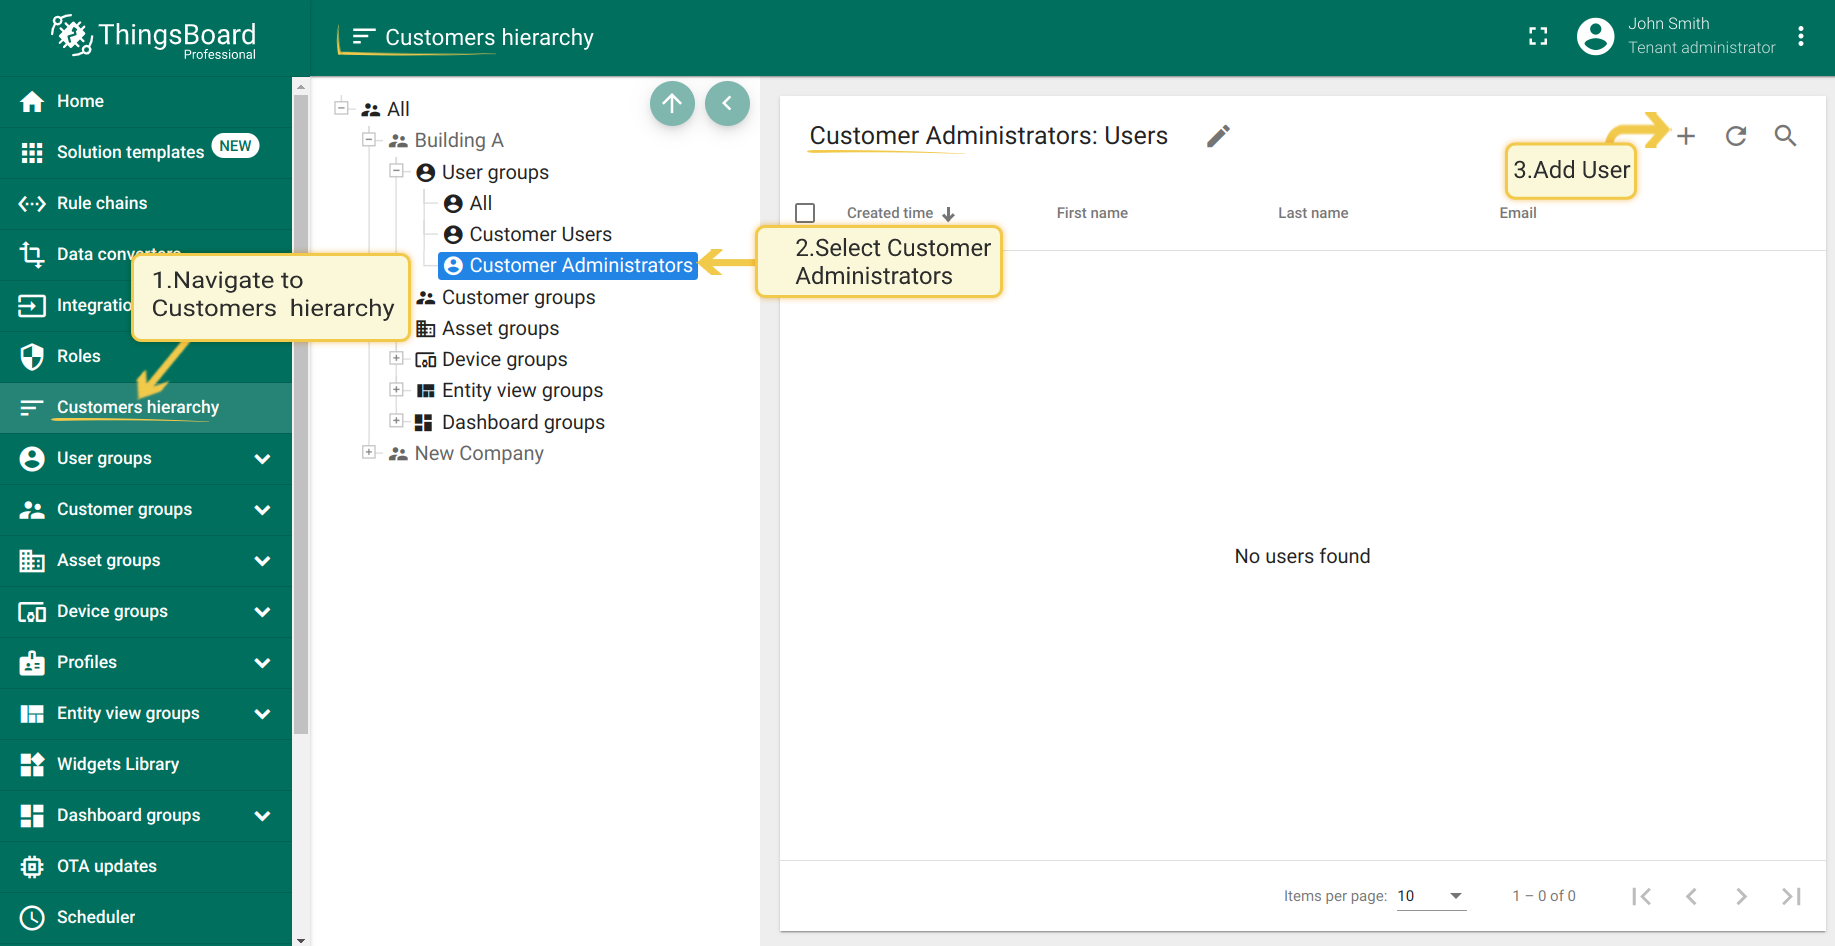 ThingsBoard
Professional
Customers hierarchy
John Smith
Tenant administrator
Home
Solution templates NEW
Rule chains
Data converters
Integratio
Roles
Customers hierarchy
User groups
Customer groups
Asset groups
Device groups
Profiles
Entity view groups
Widgets Library
Dashboard groups
OTA updates
Scheduler
1.Navigate to
Customers hierarchy
All
Building A
User groups
All
Customer Users
Customer Administrators
Customer groups
Asset groups
Device groups
Entity view groups
Dashboard groups
New Company
2.Select Customer
Administrators
Customer Administrators: Users
3.Add User
Created time First name Last name Email
No users found
Items per page: 10 1 – 0 of 0